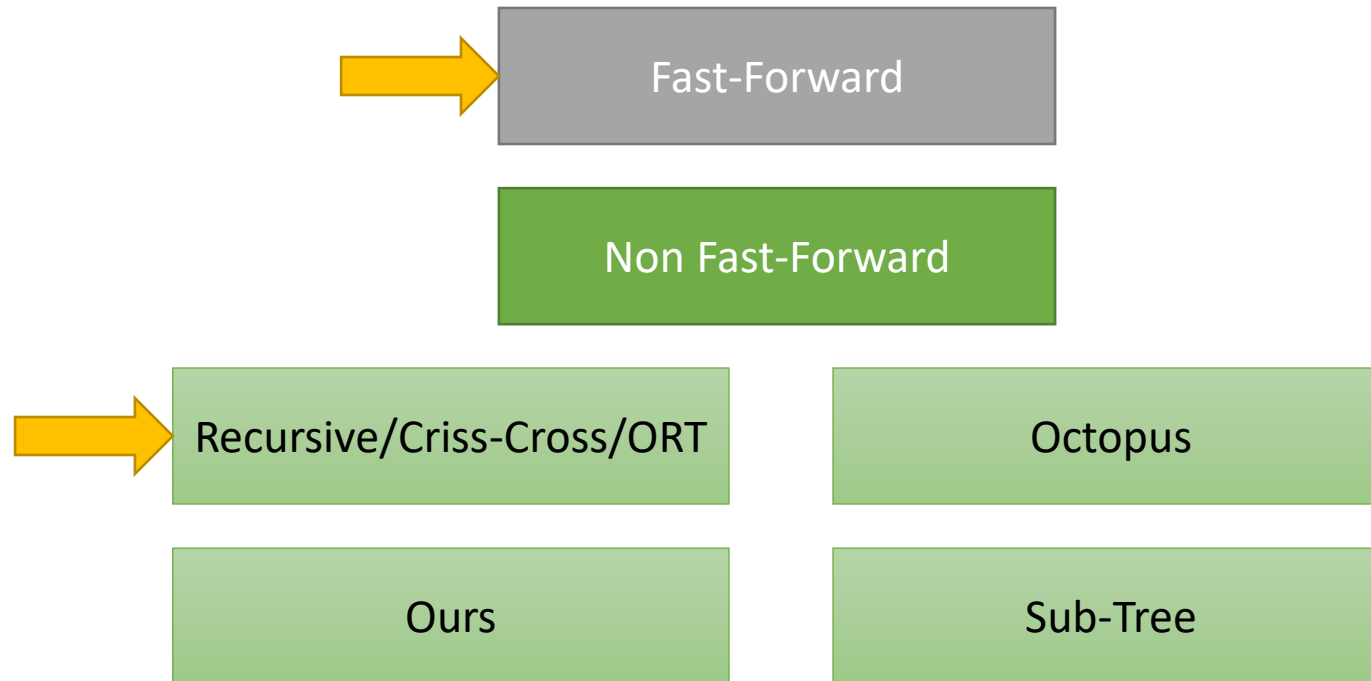 Fast-Forward
Non Fast-Forward
Recursive/Criss-Cross/ORT
Octopus
Ours
Sub-Tree